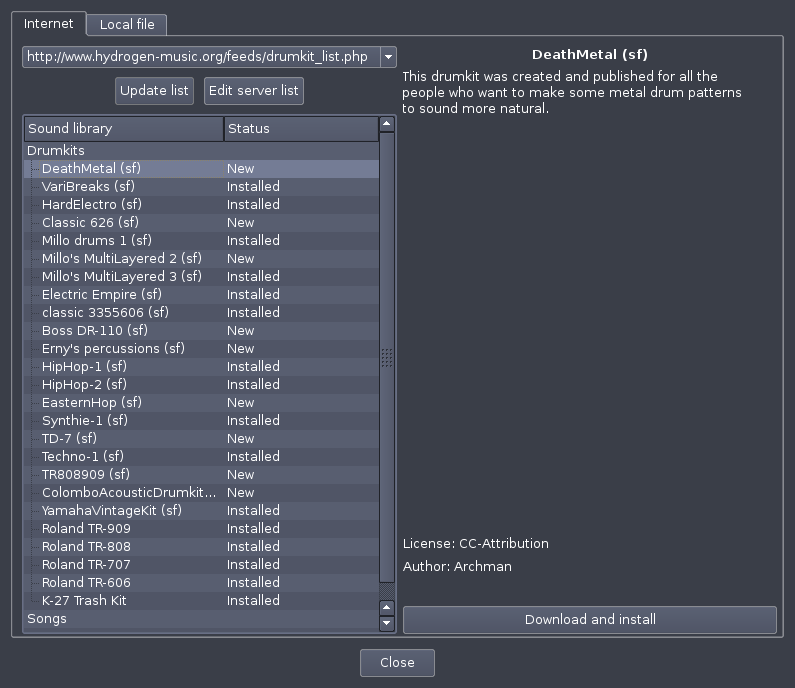 Internet Local file
http://www.hydrogen-music.org/feeds/drumkit_list.php
Update list Edit server list
Sound library Status
Drumkits
DeathMetal (sf) New
VariBreaks (sf) Installed
HardElectro (sf) Installed
Classic 626 (sf) New
Millo drums 1 (sf) Installed
Millo's MultiLayered 2 (sf) New
Millo's MultiLayered 3 (sf) Installed
Electric Empire (sf) Installed
classic 3355606 (sf) Installed
Boss DR-110 (sf) New
Erny's percussions (sf) New
HipHop-1 (sf) Installed
HipHop-2 (sf) Installed
EasternHop (sf) New
Synthie-1 (sf) Installed
TD-7 (sf) New
Techno-1 (sf) Installed
TR808909 (sf) New
ColomboAcousticDrumkit... New
YamahaVintageKit (sf) Installed
Roland TR-909 Installed
Roland TR-808 Installed
Roland TR-707 Installed
Roland TR-606 Installed
K-27 Trash Kit Installed
Songs
DeathMetal (sf)
This drumkit was created and published for all the
people who want to make some metal drum patterns
to sound more natural.
License: CC-Attribution
Author: Archman
Download and install
Close